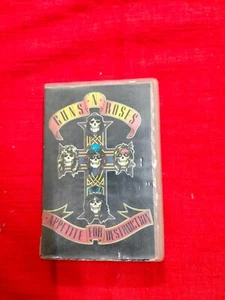 GUNS N' ROSES
APPETITE FOR DESTRUCTION